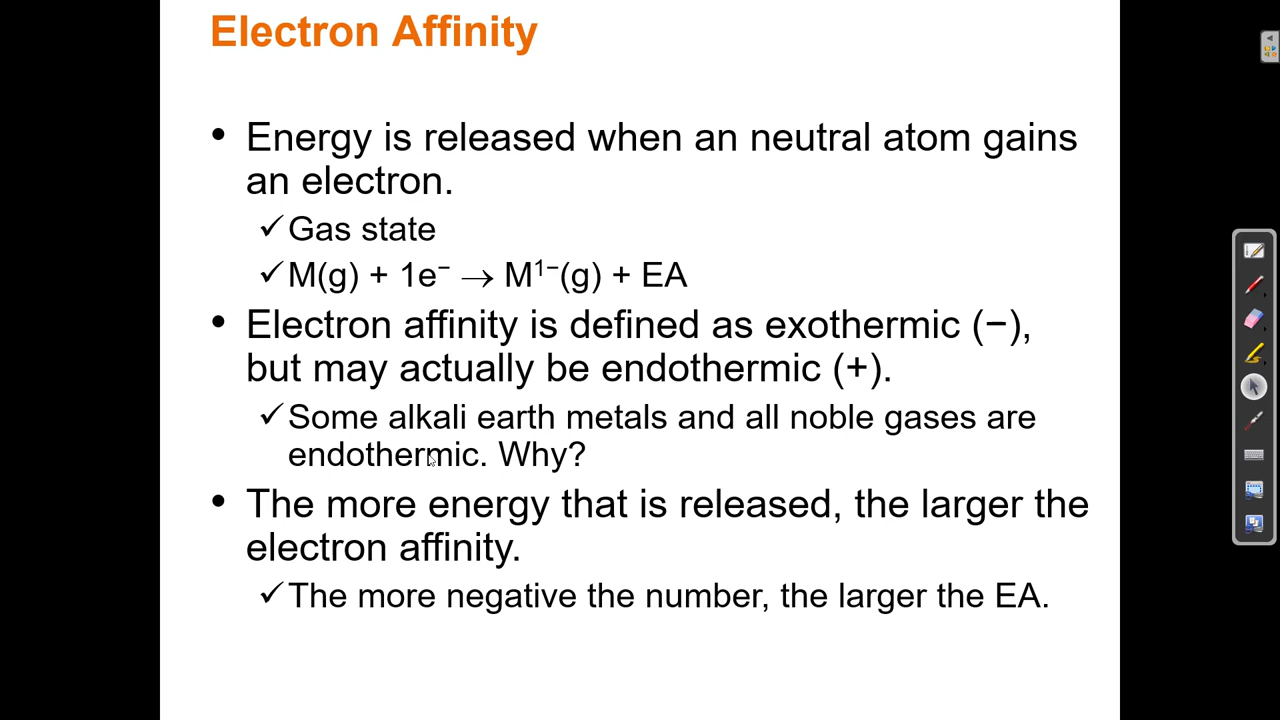 Electron Affinity
• Energy is released when an neutral atom gains
an electron.
✓Gas state
✓M(g) + 1e⁻ → M¹⁻(g) + EA
• Electron affinity is defined as exothermic (−),
but may actually be endothermic (+).
✓Some alkali earth metals and all noble gases are
endothermic. Why?
• The more energy that is released, the larger the
electron affinity.
✓The more negative the number, the larger the EA.